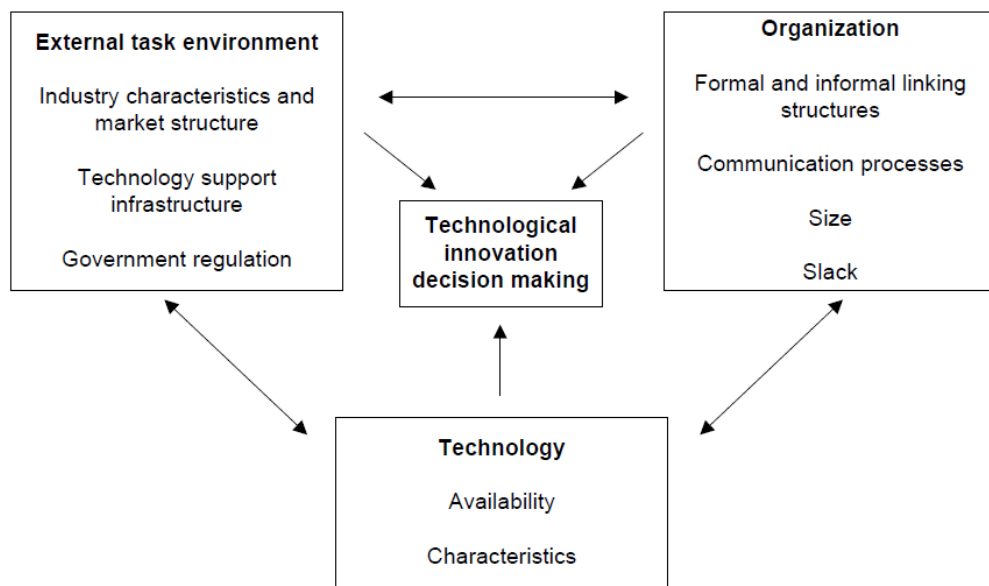 External task environment
Industry characteristics and
market structure
Technology support
infrastructure
Government regulation
Organization
Formal and informal linking
structures
Communication processes
Size
Slack
Technological
innovation
decision making
Technology
Availability
Characteristics